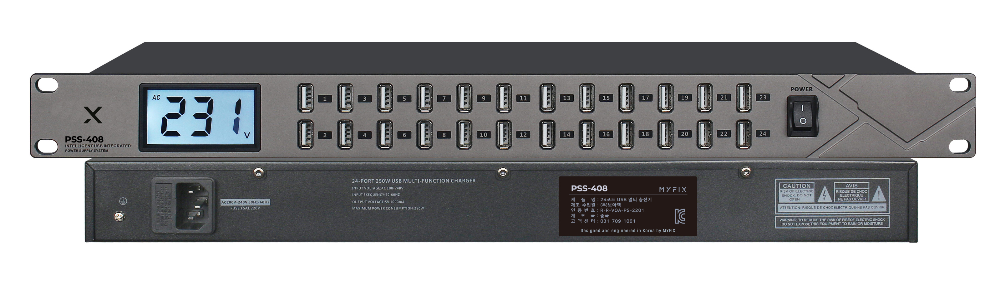 AC
231
V
X
PSS-408
INTELLIGENT USB INTEGRATED
POWER SUPPLY SYSTEM
1 3 5 7 9 11 13 15 17 19 21 23
2 4 6 8 10 12 14 16 18 20 22 24
POWER
AC200V-240V 50Hz-60Hz
FUSE:F5AL 220V
24-PORT 250W USB MULTI-FUNCTION CHARGER
INPUT VOLTAGE:AC 100-240V
INPUT FKEQUENCY:50-60HZ
OUTPUT VOLTAGE:5V 1000mA
MAXIMUM POWER CONSUMPTION:250W
PSS-408 MYFIX
제 품 명 : 24포트 USB 멀티 충전기
제조·수입원 : (주)보아텍
인 증 번 호 : R-R-VOA-PS-2201
제 조 국 : 중국
고 객 센 터 : 031-709-1061
Designed and engineered in Korea by MYFIX
CAUTION
RISK OF ELECTRIC
SHOCK DO NOT
OPEN
AVIS
RISQUE DE CHOC
ELECTRIQUE
NE PAS OUVRIR
ATTENTION: RISQUE DE CHOCELECTRIQUE-NE PAS OUVRIR
WARNING: TO REDUCE THE RISK OF FIREOF ELECTRIC SHOCK
DO NOT EXPOSETHIS EQUIPMENT TO RAIN OR MOISTURE